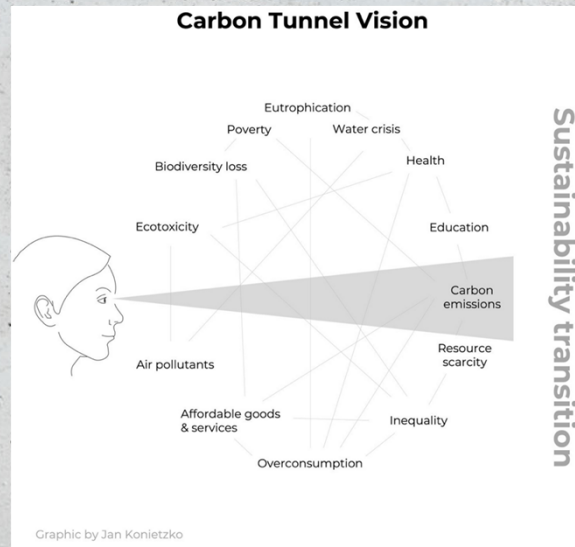 Carbon Tunnel Vision
Eutrophication
Poverty
Water crisis
Biodiversity loss
Health
Ecotoxicity
Education
Carbon
emissions
Resource
scarcity
Air pollutants
Affordable goods
& services
Inequality
Overconsumption
Sustainability transition
Graphic by Jan Konietzko